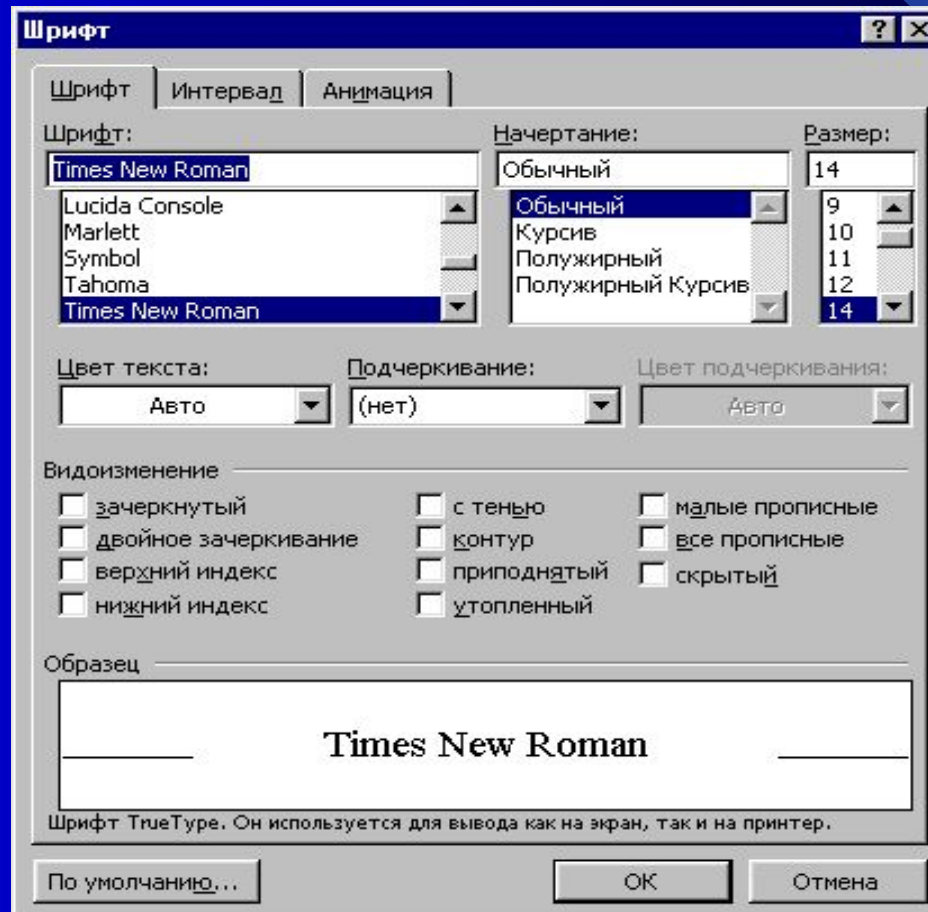 Шрифт
Шрифт Интервал Анимация
Шрифт: Начертание: Размер:
Times New Roman Обычный 14
Lucida Console Обычный 9
Marlett Курсив 10
Symbol Полужирный 11
Tahoma Полужирный Курсив 12
Times New Roman 14
Цвет текста: Подчеркивание: Цвет подчеркивания:
Авто (нет) Авто
Видоизменение
зачеркнутый с тенью малые прописные
двойное зачеркивание контур все прописные
верхний индекс приподнятый скрытый
нижний индекс утопленный
Образец
Times New Roman
Шрифт TrueType. Он используется для вывода как на экран, так и на принтер.
По умолчанию... ОК Отмена